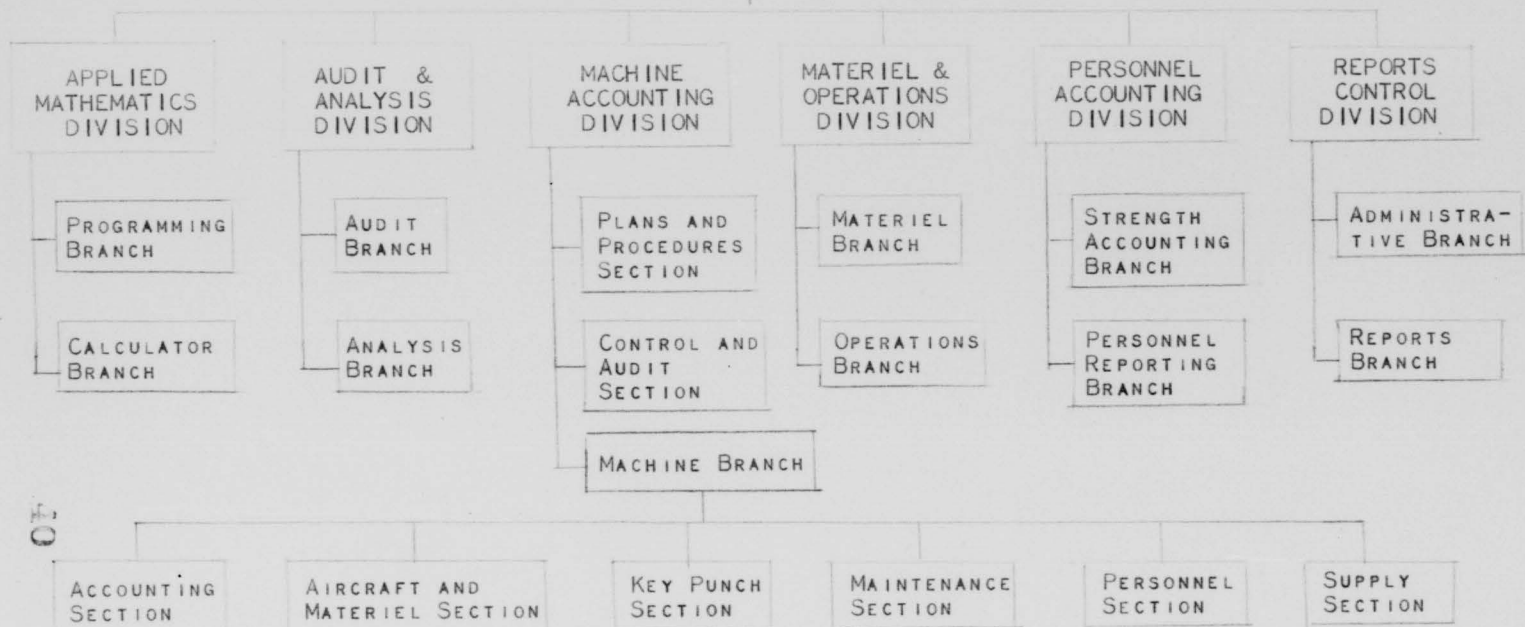 APPLIED
MATHEMATICS
DIVISION
AUDIT &
ANALYSIS
DIVISION
MACHINE
ACCOUNTING
DIVISION
MATERIEL &
OPERATIONS
DIVISION
PERSONNEL
ACCOUNTING
DIVISION
REPORTS
CONTROL
DIVISION
PROGRAMMING
BRANCH
AUDIT
BRANCH
PLANS AND
PROCEDURES
SECTION
MATERIEL
BRANCH
STRENGTH
ACCOUNTING
BRANCH
ADMINISTRA-
TIVE BRANCH
CALCULATOR
BRANCH
ANALYSIS
BRANCH
CONTROL AND
AUDIT
SECTION
OPERATIONS
BRANCH
PERSONNEL
REPORTING
BRANCH
REPORTS
BRANCH
MACHINE BRANCH
40
ACCOUNTING
SECTION
AIRCRAFT AND
MATERIEL SECTION
KEY PUNCH
SECTION
MAINTENANCE
SECTION
PERSONNEL
SECTION
SUPPLY
SECTION